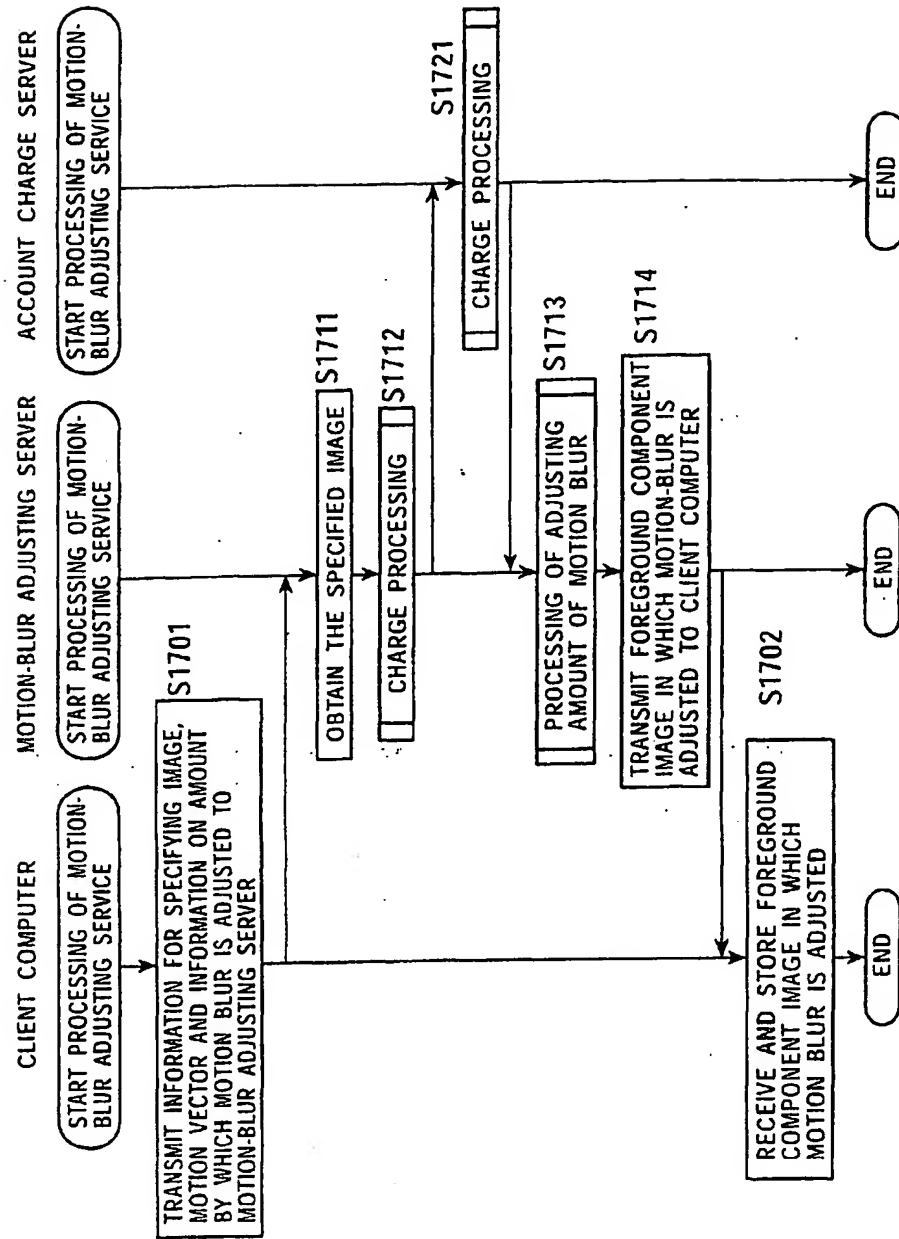 CLIENT COMPUTER
START PROCESSING OF MOTION-
BLUR ADJUSTING SERVICE
S1701
TRANSMIT INFORMATION FOR SPECIFYING IMAGE,
MOTION VECTOR AND INFORMATION ON AMOUNT
BY WHICH MOTION BLUR IS ADJUSTED TO
MOTION-BLUR ADJUSTING SERVER
S1702
RECEIVE AND STORE FOREGROUND
COMPONENT IMAGE IN WHICH
MOTION BLUR IS ADJUSTED
END
MOTION-BLUR ADJUSTING SERVER
START PROCESSING OF MOTION-
BLUR ADJUSTING SERVICE
S1711
OBTAIN THE SPECIFIED IMAGE
S1712
CHARGE PROCESSING
S1713
PROCESSING OF ADJUSTING
AMOUNT OF MOTION BLUR
S1714
TRANSMIT FOREGROUND COMPONENT
IMAGE IN WHICH MOTION-BLUR IS
ADJUSTED TO CLIENT COMPUTER
END
ACCOUNT CHARGE SERVER
START PROCESSING OF MOTION-
BLUR ADJUSTING SERVICE
S1721
CHARGE PROCESSING
END